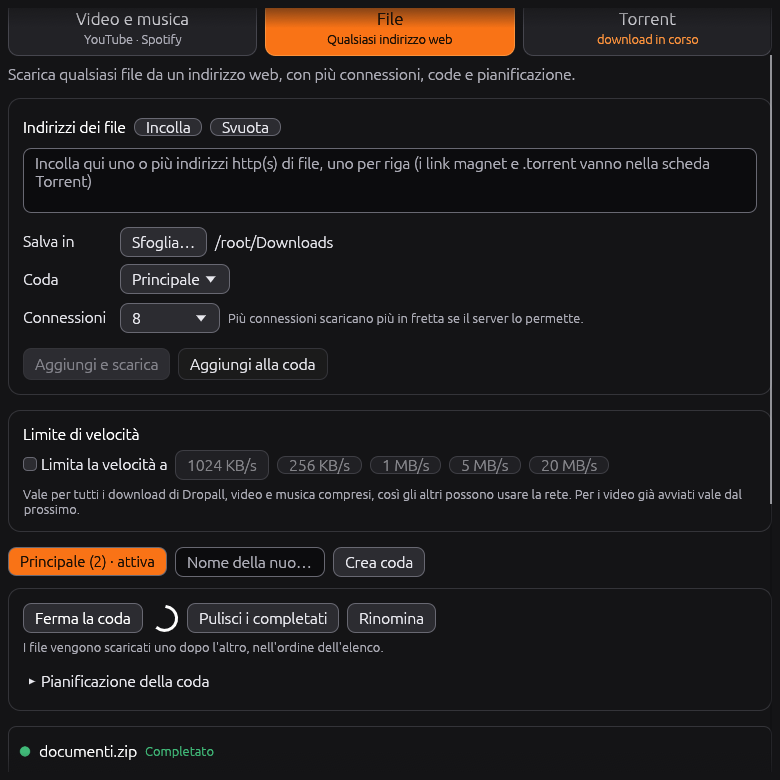 Video e musica
YouTube · Spotify
File
Qualsiasi indirizzo web
Torrent
download in corso
Scarica qualsiasi file da un indirizzo web, con più connessioni, code e pianificazione.
Indirizzi dei file
Incolla
Svuota
Incolla qui uno o più indirizzi http(s) di file, uno per riga (i link magnet e .torrent vanno nella scheda
Torrent)
Salva in
Sfoglia…
/root/Downloads
Coda
Principale
Connessioni
8
Più connessioni scaricano più in fretta se il server lo permette.
Aggiungi e scarica
Aggiungi alla coda
Limite di velocità
Limita la velocità a
1024 KB/s
256 KB/s
1 MB/s
5 MB/s
20 MB/s
Vale per tutti i download di Dropall, video e musica compresi, così gli altri possono usare la rete. Per i video già avviati vale dal
prossimo.
Principale (2) · attiva
Nome della nuo…
Crea coda
Ferma la coda
Pulisci i completati
Rinomina
I file vengono scaricati uno dopo l'altro, nell'ordine dell'elenco.
Pianificazione della coda
documenti.zip
Completato